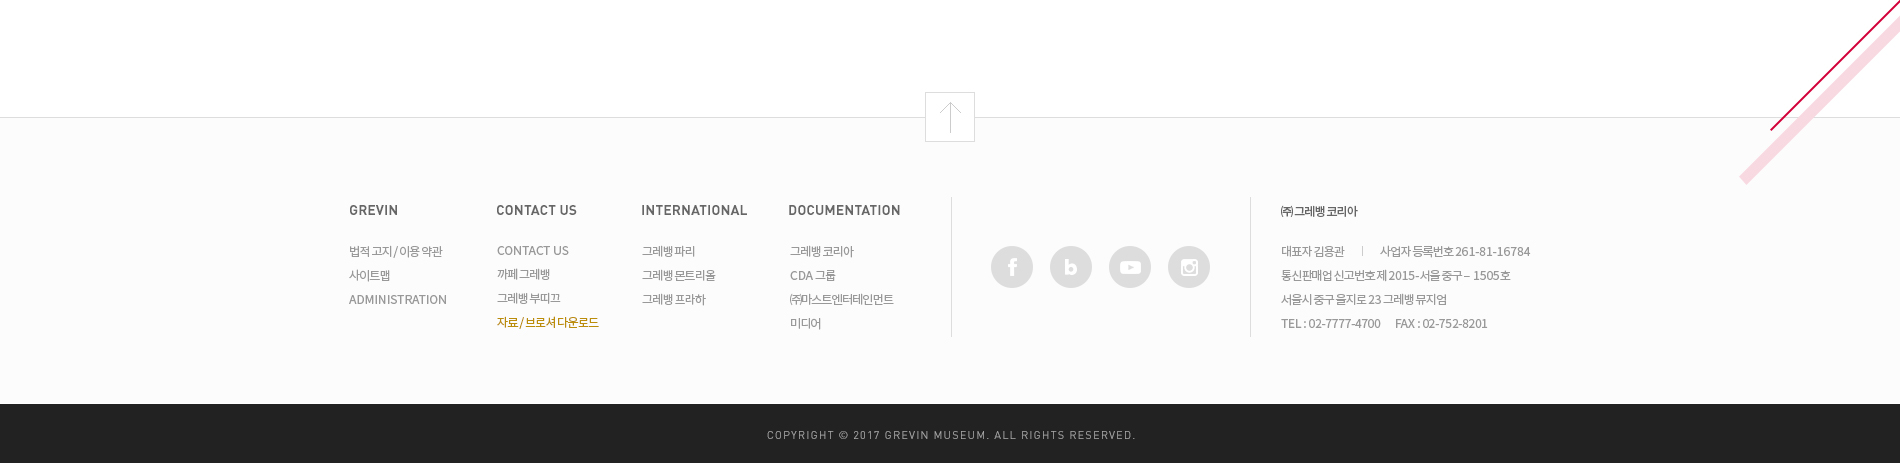 GREVIN
법적 고지 / 이용 약관
사이트맵
ADMINISTRATION
CONTACT US
CONTACT US
까페 그레뱅
그레뱅 부띠끄
자료 / 브로셔 다운로드
INTERNATIONAL
그레뱅 파리
그레뱅 몬트리올
그레뱅 프라하
DOCUMENTATION
그레뱅 코리아
CDA 그룹
㈜마스트엔터테인먼트
미디어
㈜ 그레뱅 코리아
대표자 김용관 | 사업자 등록번호 261-81-16784
통신판매업 신고번호 제 2015-서울 중구 – 1505호
서울시 중구 을지로 23 그레뱅 뮤지엄
TEL : 02-7777-4700 FAX : 02-752-8201
COPYRIGHT © 2017 GREVIN MUSEUM. ALL RIGHTS RESERVED.